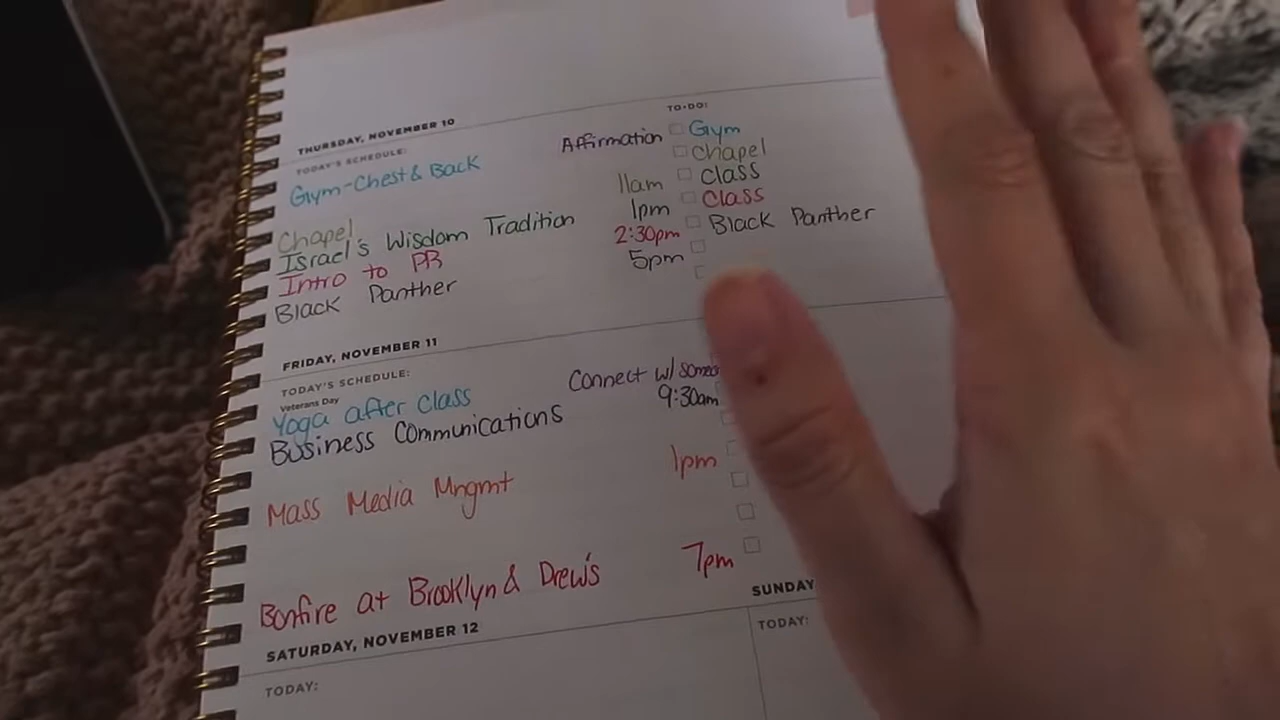 THURSDAY, NOVEMBER 10
TODAY'S SCHEDULE:
Gym-Chest & Back
Chapel
Israel's Wisdom Tradition
Intro to PR
Black Panther
Affirmation
11am
1pm
2:30pm
5pm
TO-DO:
Gym
Chapel
Class
Class
Black Panther
FRIDAY, NOVEMBER 11
TODAY'S SCHEDULE:
Veterans Day
Yoga after class
Connect w/
Business Communications 9:30am
Mass Media Mngmt 1pm
Bonfire at Brooklyn & Drew's 7pm
SATURDAY, NOVEMBER 12
TODAY:
SUNDAY
TODAY: